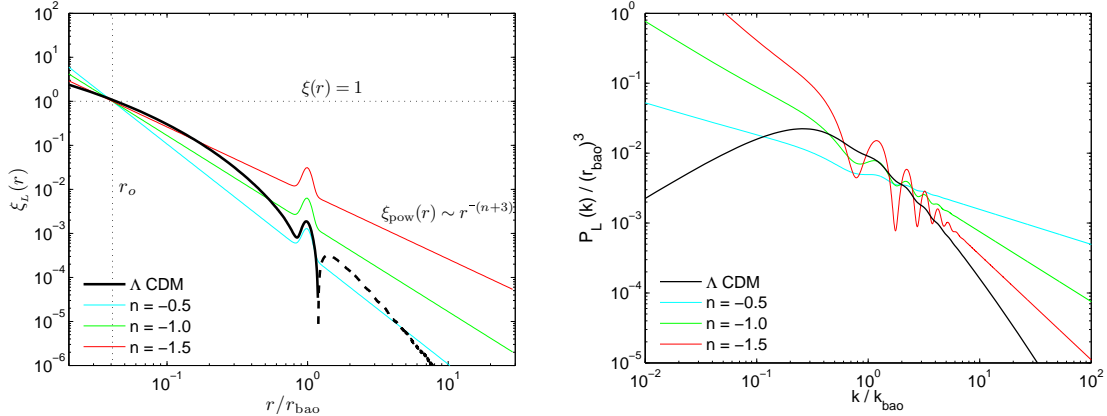 10^2
10^1
10^0
10^-1
10^-2
10^-3
10^-4
10^-5
10^-6
ξ_L(r)
ξ(r) = 1
r_o
ξ_pow(r) ∼ r^-(n+3)
Λ CDM
n = −0.5
n = −1.0
n = −1.5
10^-1
10^0
10^1
r/r_bao
10^0
10^-1
10^-2
10^-3
10^-4
10^-5
P_L (k) / (r_bao)^3
Λ CDM
n = −0.5
n = −1.0
n = −1.5
10^-2
10^-1
10^0
10^1
10^2
k / k_bao